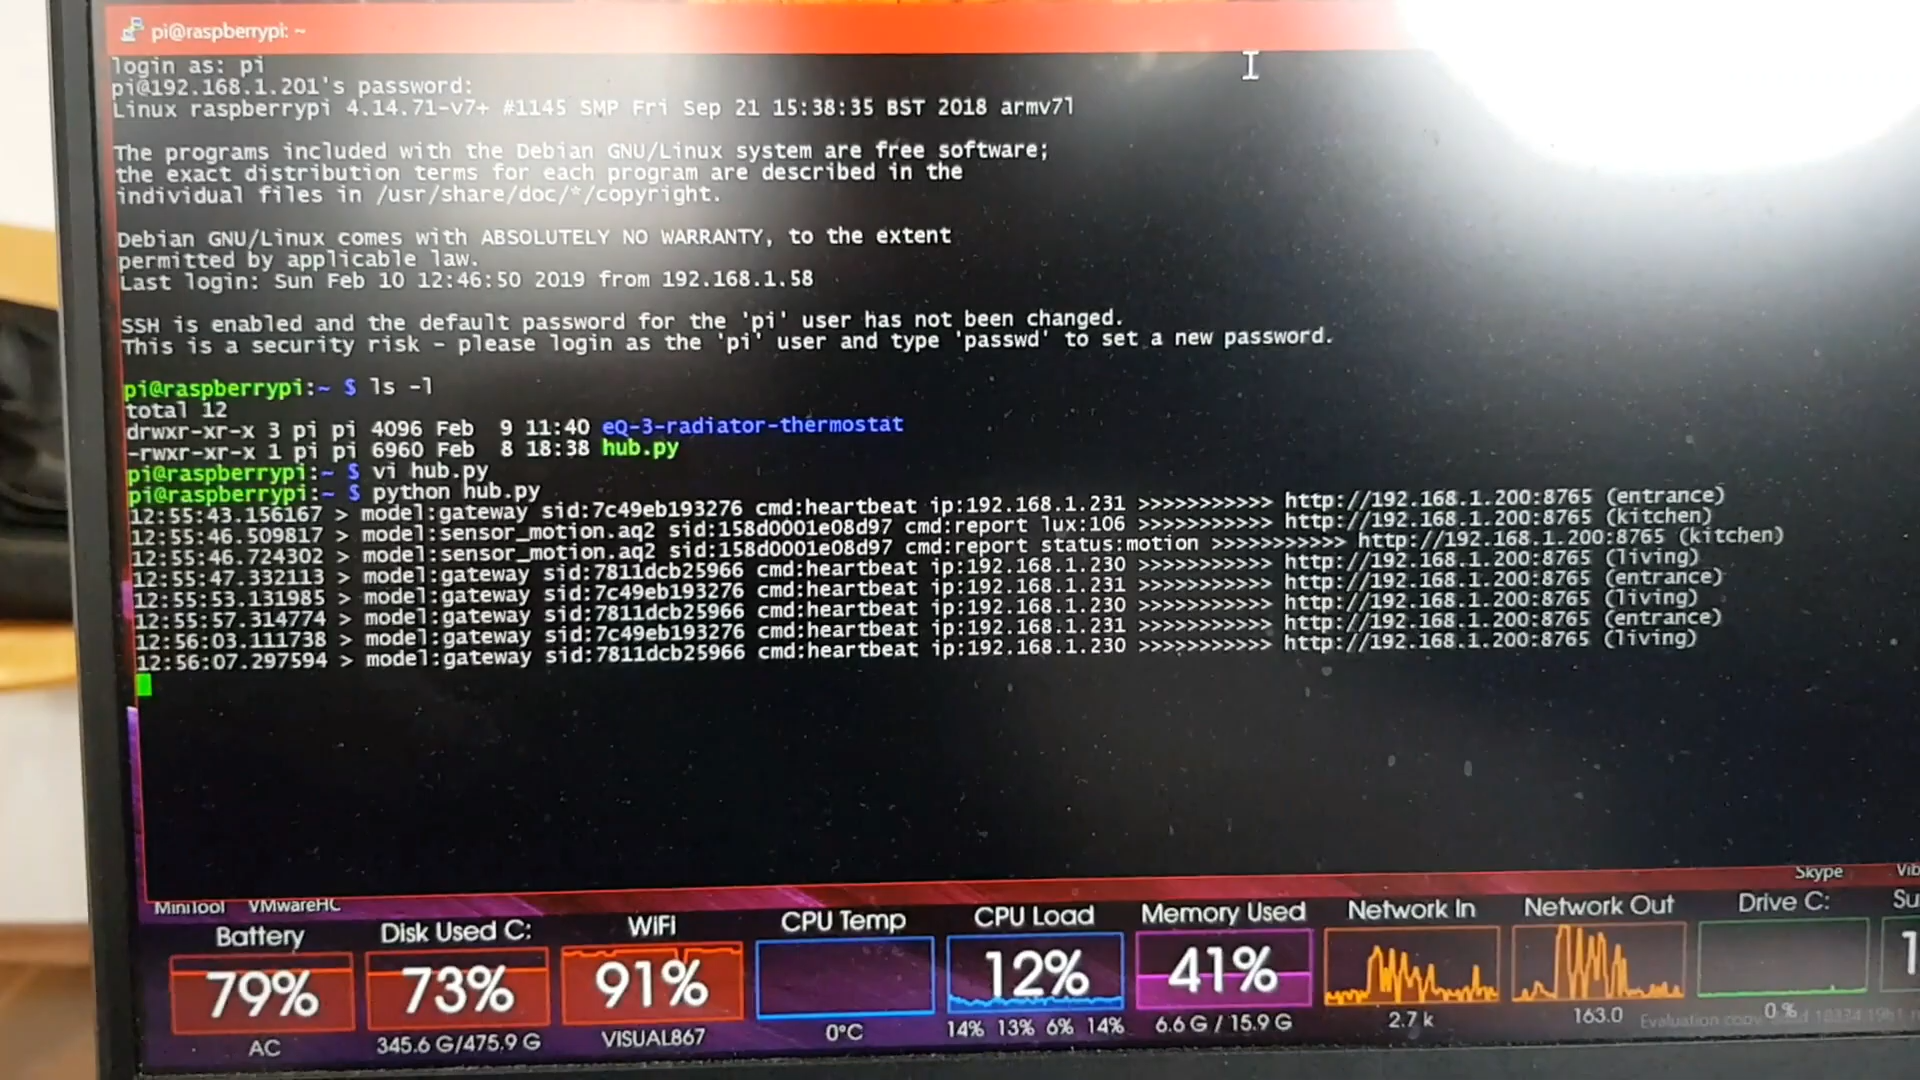 pi@raspberrypi: ~
login as: pi
pi@192.168.1.201's password:
Linux raspberrypi 4.14.71-v7+ #1145 SMP Fri Sep 21 15:38:35 BST 2018 armv7l
The programs included with the Debian GNU/Linux system are free software;
the exact distribution terms for each program are described in the
individual files in /usr/share/doc/*/copyright.
Debian GNU/Linux comes with ABSOLUTELY NO WARRANTY, to the extent
permitted by applicable law.
Last login: Sun Feb 10 12:46:50 2019 from 192.168.1.58
SSH is enabled and the default password for the 'pi' user has not been changed.
This is a security risk - please login as the 'pi' user and type 'passwd' to set a new password.
pi@raspberrypi:~ $ ls -l
total 12
drwxr-xr-x 3 pi pi 4096 Feb  9 11:40 eQ-3-radiator-thermostat
-rwxr-xr-x 1 pi pi 6960 Feb  8 18:38 hub.py
pi@raspberrypi:~ $ vi hub.py
pi@raspberrypi:~ $ python hub.py
12:55:43.156167 > model:gateway sid:7c49eb193276 cmd:heartbeat ip:192.168.1.231 >>>>>>>>>>> http://192.168.1.200:8765 (entrance)
12:55:46.509817 > model:sensor_motion.aq2 sid:158d0001e08d97 cmd:report lux:106 >>>>>>>>>>> http://192.168.1.200:8765 (kitchen)
12:55:46.724302 > model:sensor_motion.aq2 sid:158d0001e08d97 cmd:report status:motion >>>>>>>>>>> http://192.168.1.200:8765 (kitchen)
12:55:47.332113 > model:gateway sid:7811dcb25966 cmd:heartbeat ip:192.168.1.230 >>>>>>>>>>> http://192.168.1.200:8765 (living)
12:55:53.131985 > model:gateway sid:7c49eb193276 cmd:heartbeat ip:192.168.1.231 >>>>>>>>>>> http://192.168.1.200:8765 (entrance)
12:55:57.314774 > model:gateway sid:7811dcb25966 cmd:heartbeat ip:192.168.1.230 >>>>>>>>>>> http://192.168.1.200:8765 (living)
12:56:03.111738 > model:gateway sid:7c49eb193276 cmd:heartbeat ip:192.168.1.231 >>>>>>>>>>> http://192.168.1.200:8765 (entrance)
12:56:07.297594 > model:gateway sid:7811dcb25966 cmd:heartbeat ip:192.168.1.230 >>>>>>>>>>> http://192.168.1.200:8765 (living)
MiniTool VMwareHC Skype Vib
Battery Disk Used C: WiFi CPU Temp CPU Load Memory Used Network In Network Out Drive C: Su
79% 73% 91% 12% 41% 1
AC 345.6 G/475.9 G VISUAL867 0°C 14% 13% 6% 14% 6.6 G / 15.9 G 2.7 k 163.0 0 %
Evaluation copy.